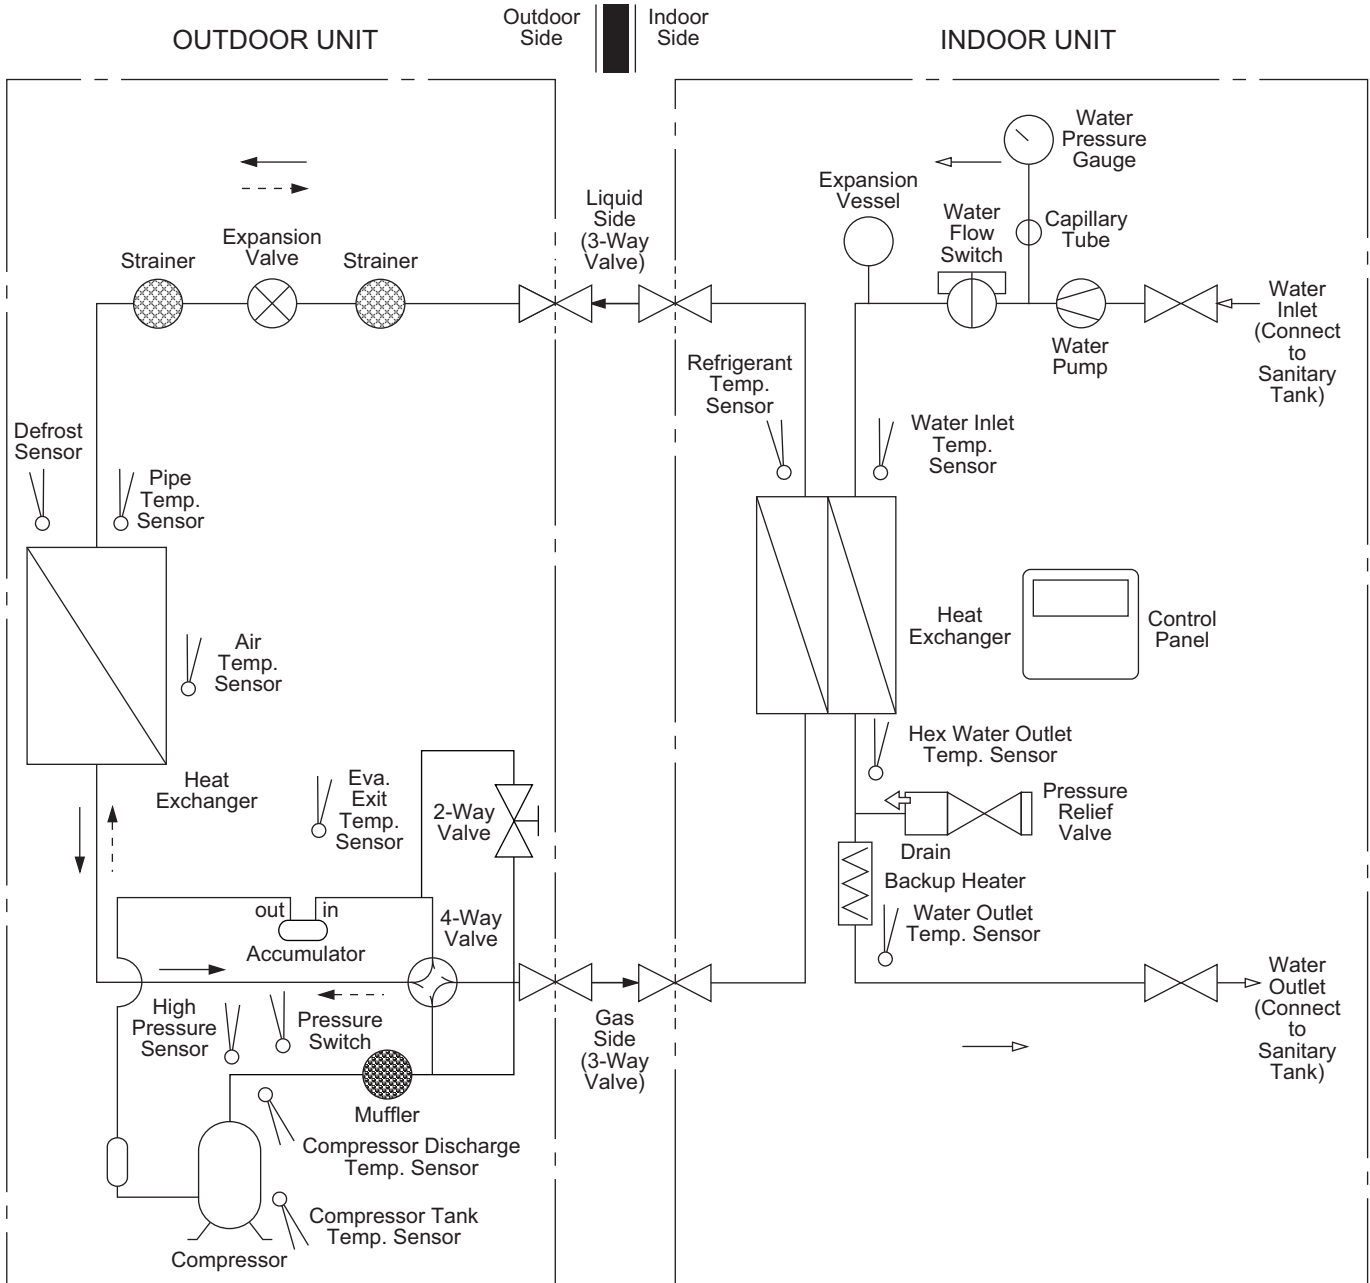 OUTDOOR UNIT
Outdoor
Side
Indoor
Side
INDOOR UNIT
Water
Pressure
Gauge
Expansion
Vessel
Water
Flow
Switch
Capillary
Tube
Liquid
Side
(3-Way
Valve)
Strainer
Expansion
Valve
Strainer
Water
Inlet
(Connect
to
Sanitary
Tank)
Water
Pump
Refrigerant
Temp.
Sensor
Water Inlet
Temp.
Sensor
Defrost
Sensor
Pipe
Temp.
Sensor
Air
Temp.
Sensor
Heat
Exchanger
Control
Panel
Heat
Exchanger
Eva.
Exit
Temp.
Sensor
2-Way
Valve
Hex Water Outlet
Temp. Sensor
Pressure
Relief
Valve
Drain
Backup Heater
Water Outlet
Temp. Sensor
out
in
Accumulator
4-Way
Valve
High
Pressure
Sensor
Pressure
Switch
Gas
Side
(3-Way
Valve)
Water
Outlet
(Connect
to
Sanitary
Tank)
Muffler
Compressor Discharge
Temp. Sensor
Compressor Tank
Temp. Sensor
Compressor